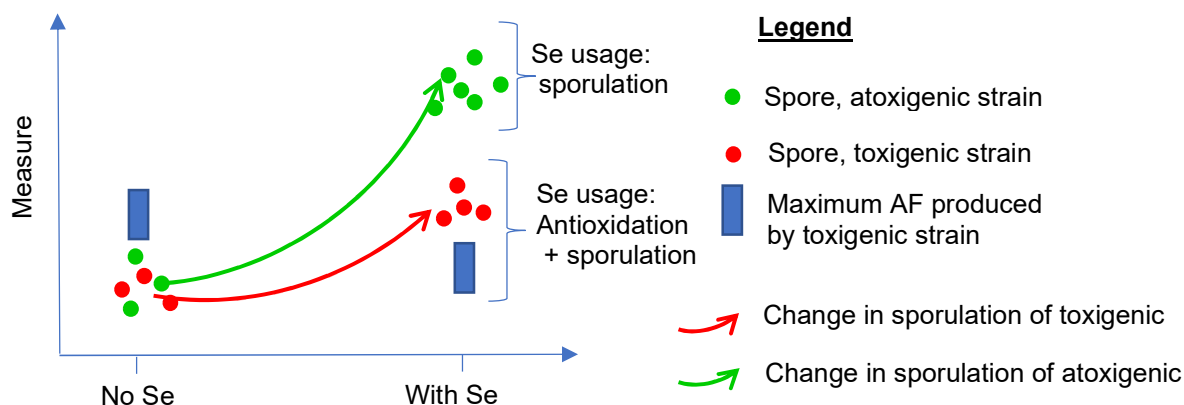 Measure
Se usage:
sporulation
Se usage:
Antioxidation
+ sporulation
No Se
With Se
Legend
Spore, atoxigenic strain
Spore, toxigenic strain
Maximum AF produced
by toxigenic strain
Change in sporulation of toxigenic
Change in sporulation of atoxigenic